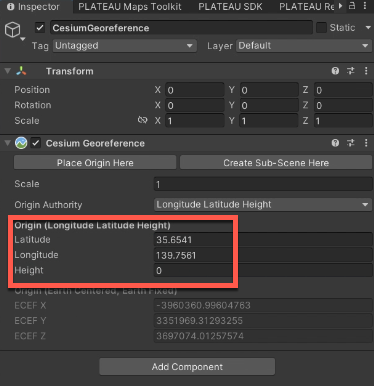 Inspector PLATEAU Maps Toolkit PLATEAU SDK PLATEAU Re
CesiumGeoreference Static
Tag Untagged Layer Default
Transform
Position X 0 Y 0 Z 0
Rotation X 0 Y 0 Z 0
Scale X 1 Y 1 Z 1
Cesium Georeference
Place Origin Here Create Sub-Scene Here
Scale 1
Origin Authority Longitude Latitude Height
Origin (Longitude Latitude Height)
Latitude 35.6541
Longitude 139.7561
Height 0
Origin (Earth Centered, Earth Fixed)
ECEF X -3960360.99604763
ECEF Y 3351969.31293255
ECEF Z 3697074.01257574
Add Component